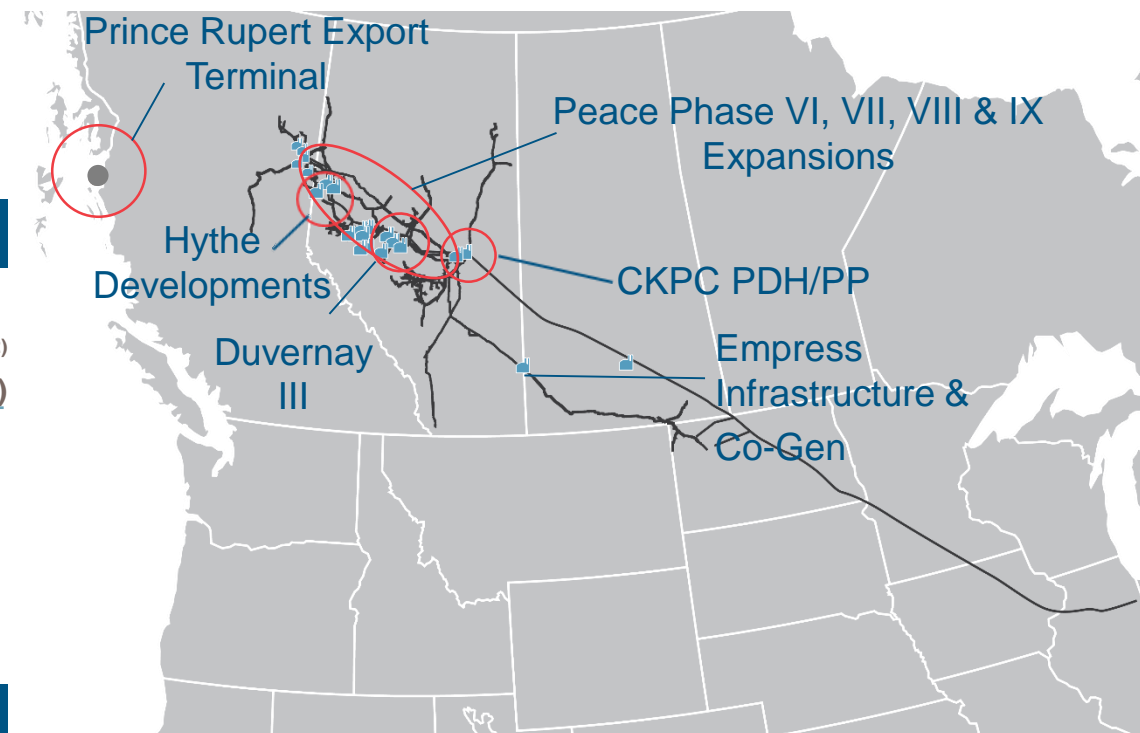 Prince Rupert Export
Terminal
Peace Phase VI, VII, VIII & IX
Expansions
Hythe
Developments
CKPC PDH/PP
Duvernay
III
Empress
Infrastructure &
Co-Gen
)
)